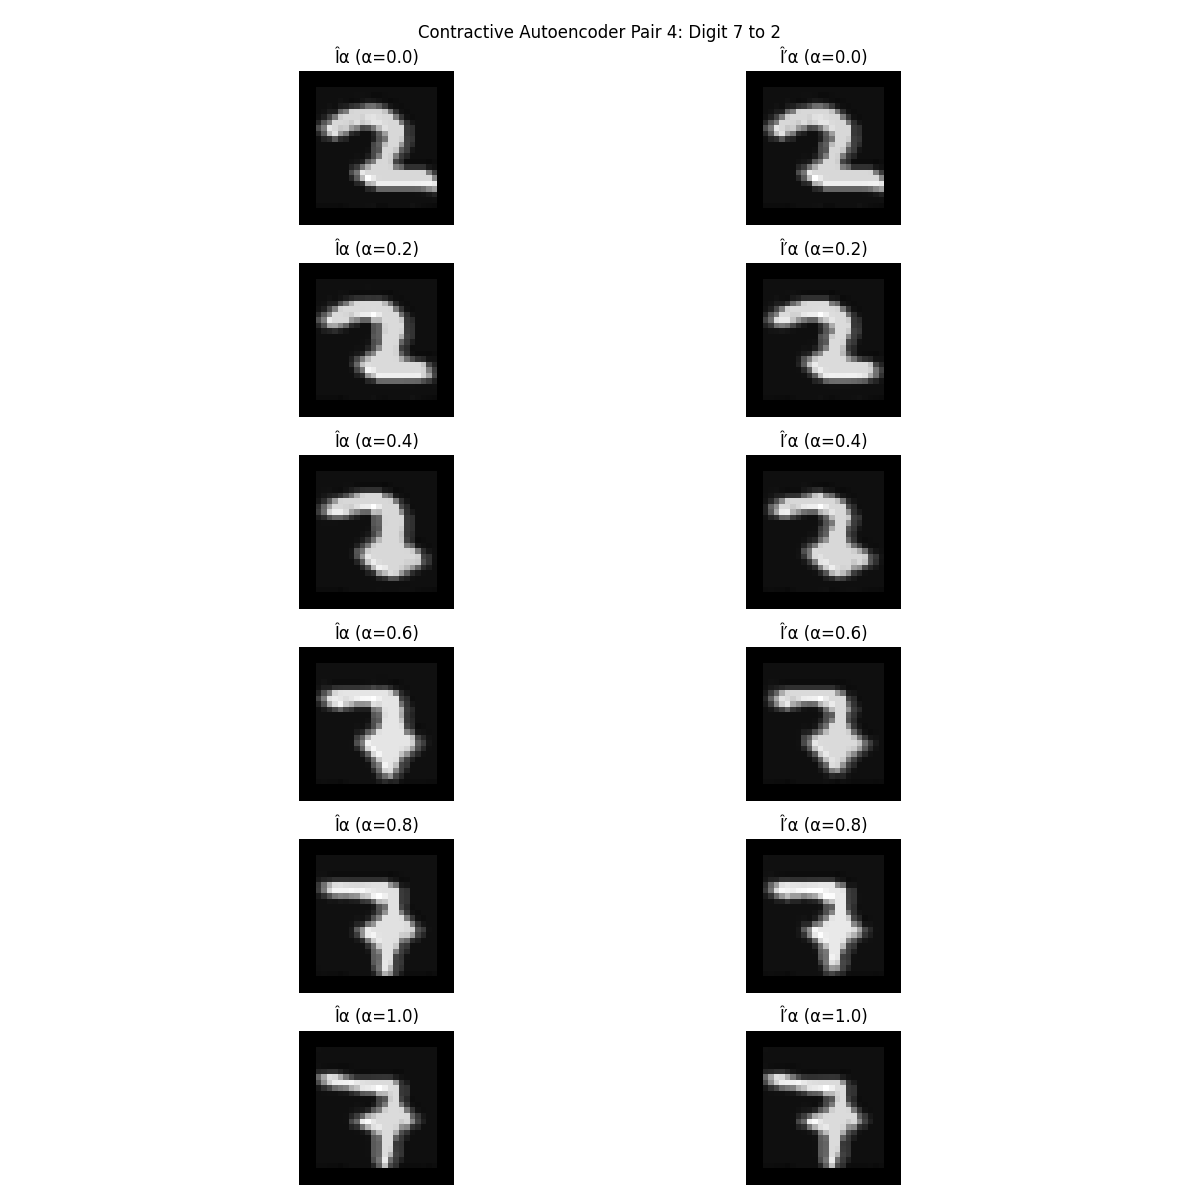 Contractive Autoencoder Pair 4: Digit 7 to 2
Îα (α=0.0) Î′α (α=0.0)
Îα (α=0.2) Î′α (α=0.2)
Îα (α=0.4) Î′α (α=0.4)
Îα (α=0.6) Î′α (α=0.6)
Îα (α=0.8) Î′α (α=0.8)
Îα (α=1.0) Î′α (α=1.0)